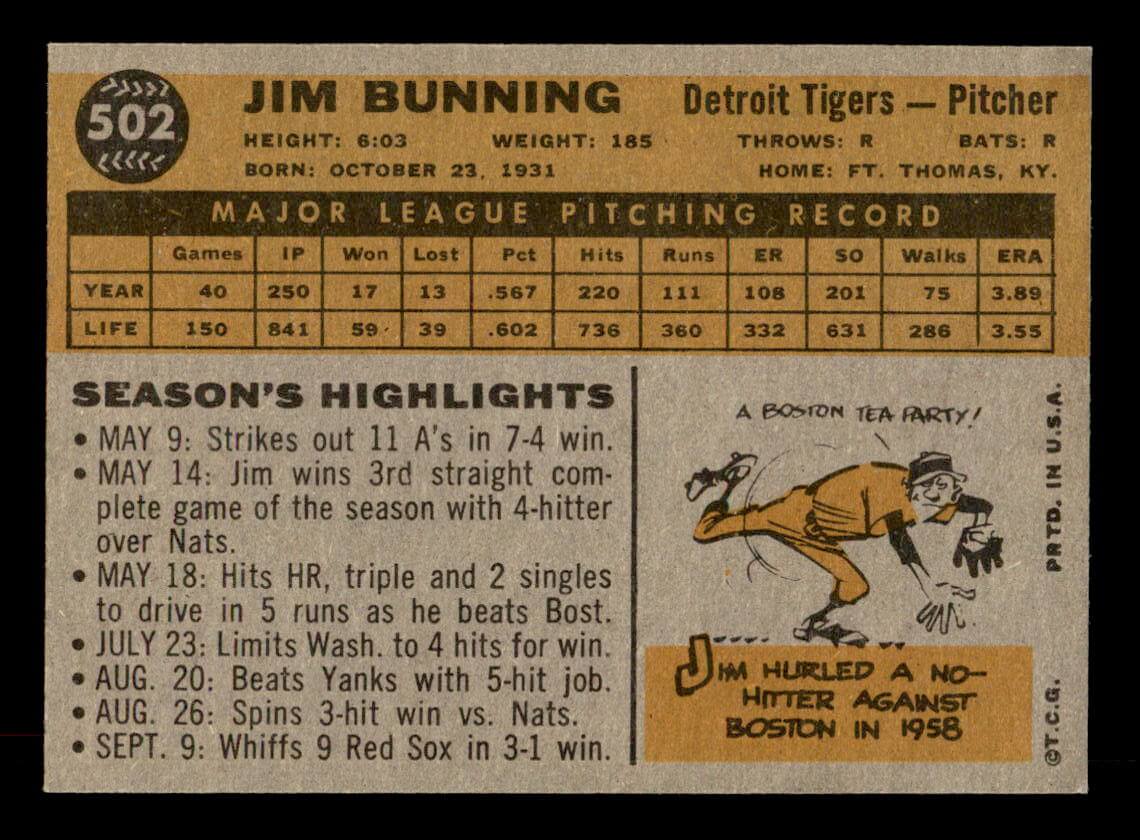 502
JIM BUNNING
Detroit Tigers — Pitcher
HEIGHT: 6:03 WEIGHT: 185 THROWS: R BATS: R
BORN: OCTOBER 23, 1931 HOME: FT. THOMAS, KY.
MAJOR LEAGUE PITCHING RECORD
Games IP Won Lost Pct Hits Runs ER SO Walks ERA
YEAR 40 250 17 13 .567 220 111 108 201 75 3.89
LIFE 150 841 59 39 .602 736 360 332 631 286 3.55
SEASON'S HIGHLIGHTS
• MAY 9: Strikes out 11 A's in 7-4 win.
• MAY 14: Jim wins 3rd straight com-
plete game of the season with 4-hitter
over Nats.
• MAY 18: Hits HR, triple and 2 singles
to drive in 5 runs as he beats Bost.
• JULY 23: Limits Wash. to 4 hits for win.
• AUG. 20: Beats Yanks with 5-hit job.
• AUG. 26: Spins 3-hit win vs. Nats.
• SEPT. 9: Whiffs 9 Red Sox in 3-1 win.
A BOSTON TEA PARTY!
JIM HURLED A NO-
HITTER AGAINST
BOSTON IN 1958
©T.C.G. PRTD. IN U.S.A.